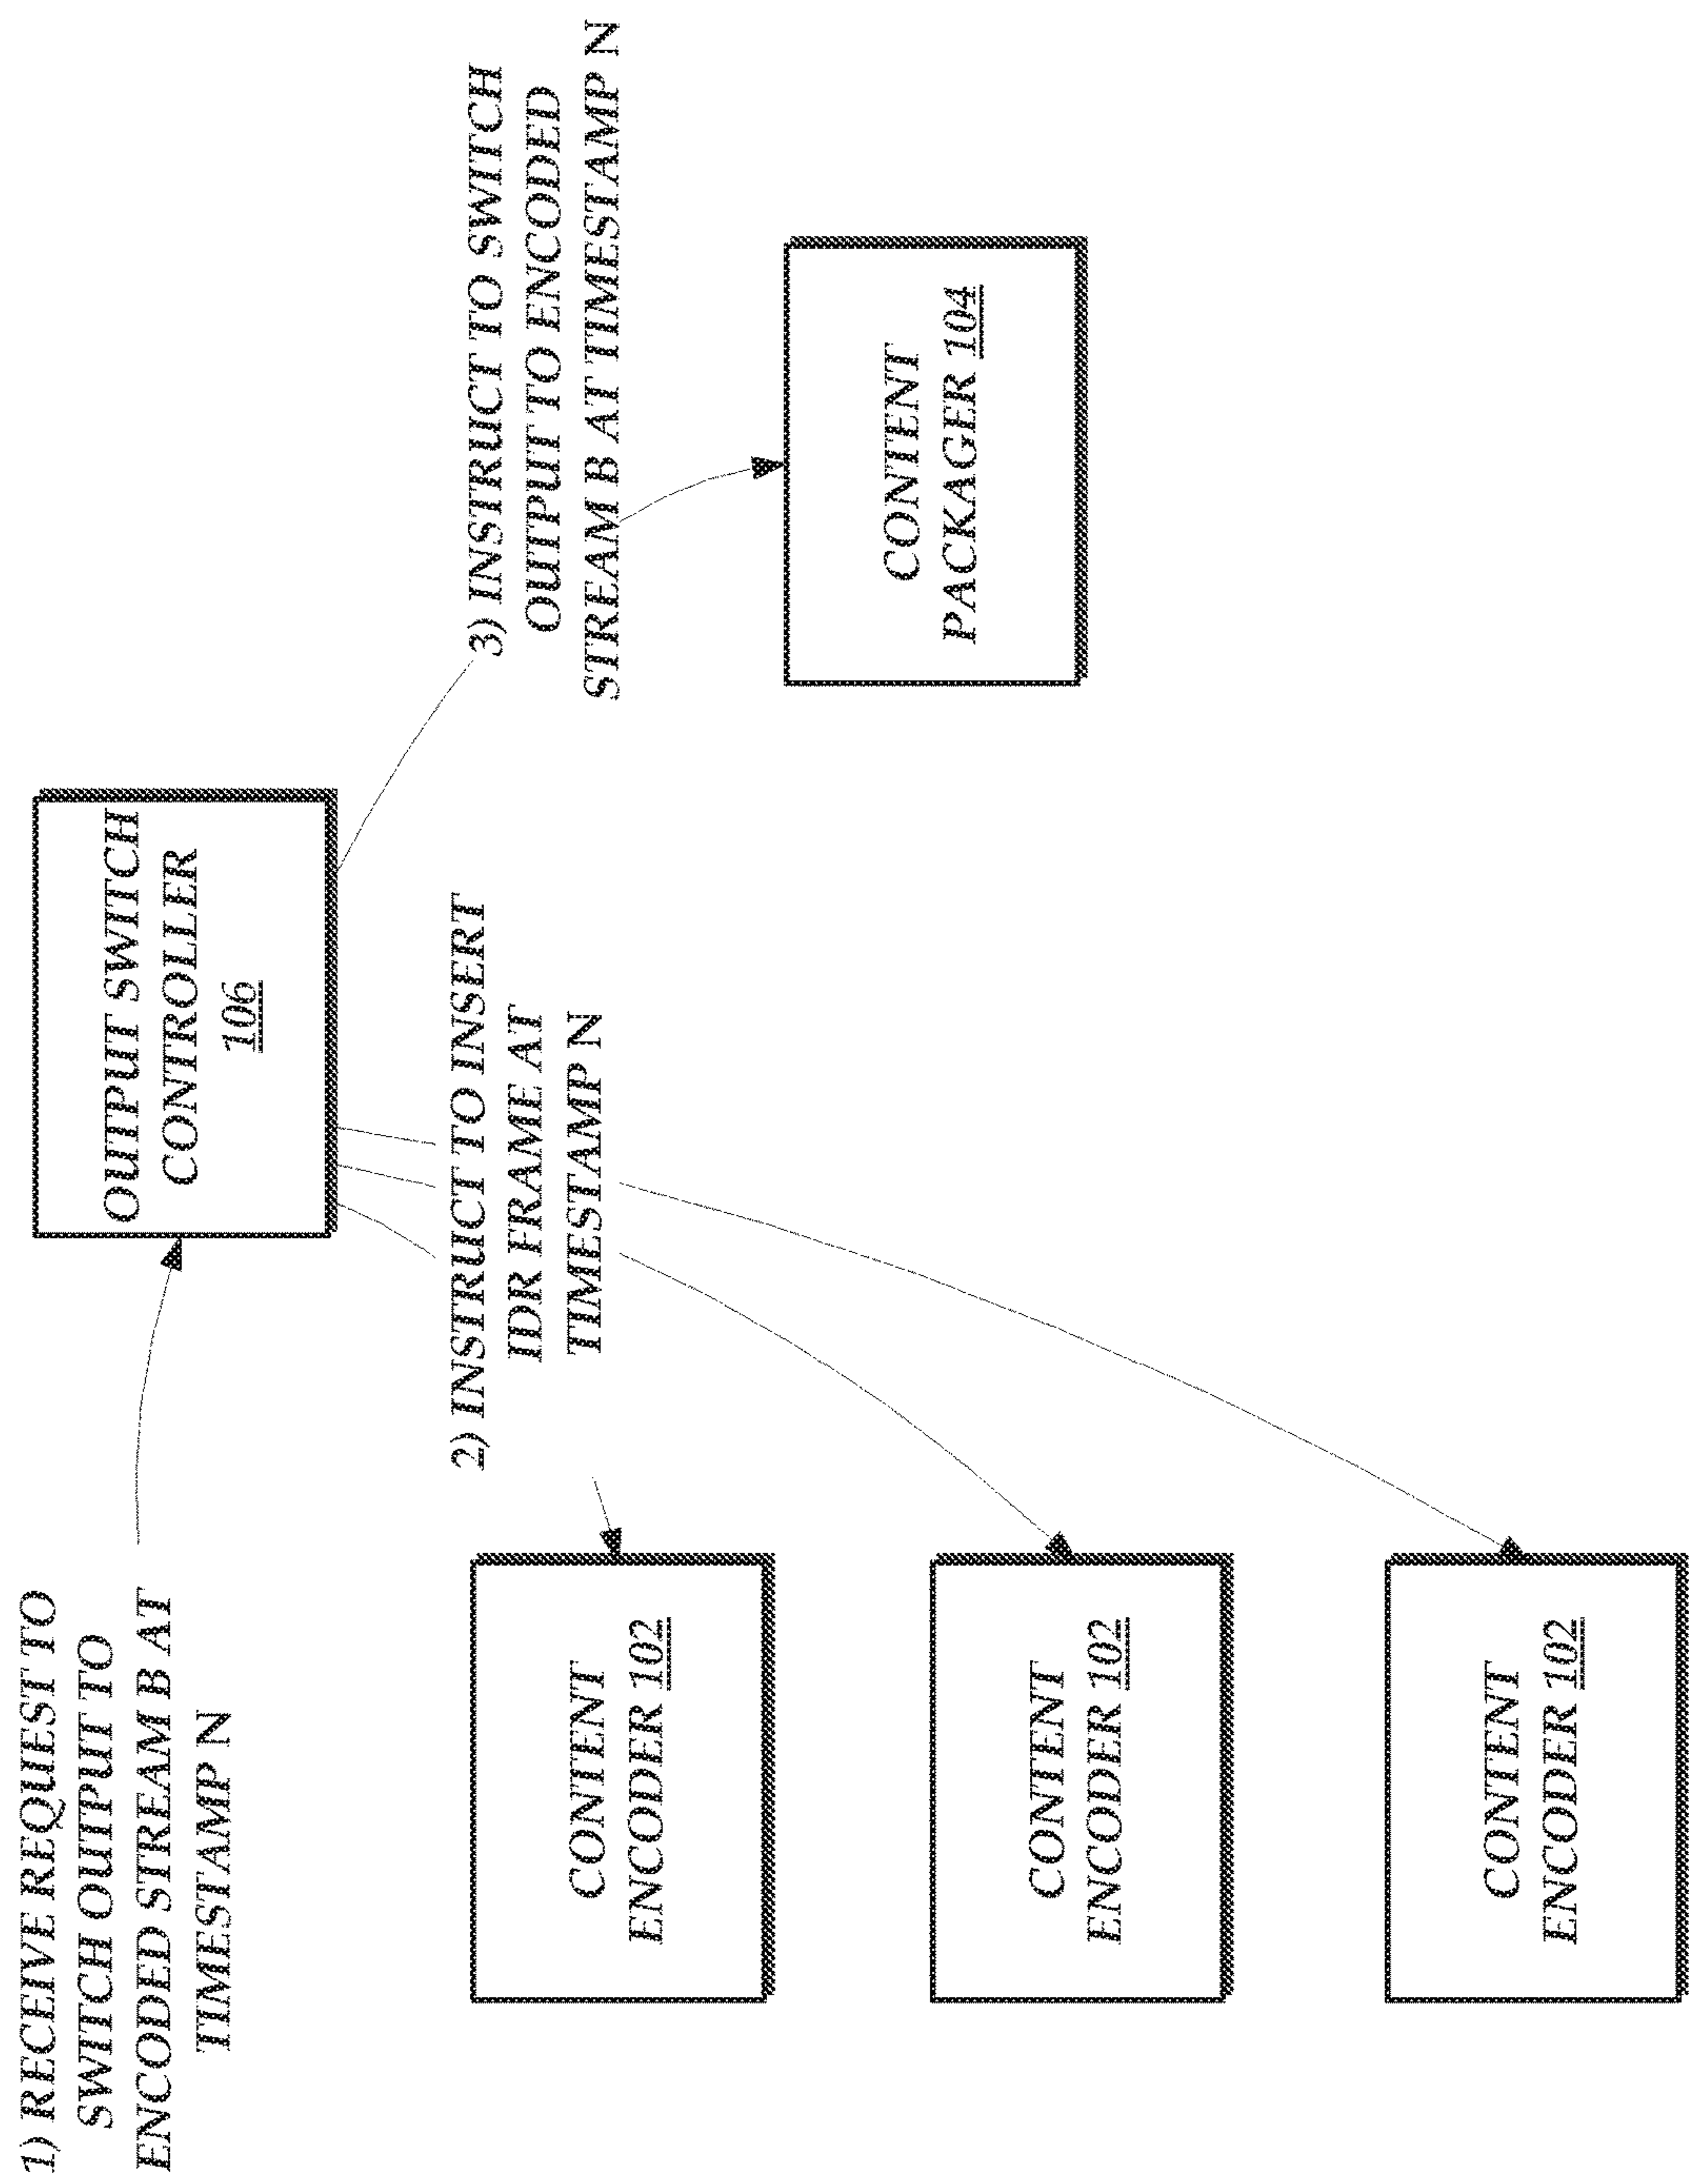 1) RECEIVE REQUEST TO
SWITCH OUTPUT TO
ENCODED STREAM B AT
TIMESTAMP N
OUTPUT SWITCH
CONTROLLER
106
2) INSTRUCT TO INSERT
IDR FRAME AT
TIMESTAMP N
3) INSTRUCT TO SWITCH
OUTPUT TO ENCODED
STREAM B AT TIMESTAMP N
CONTENT
ENCODER 102
CONTENT
ENCODER 102
CONTENT
ENCODER 102
CONTENT
PACKAGER 104